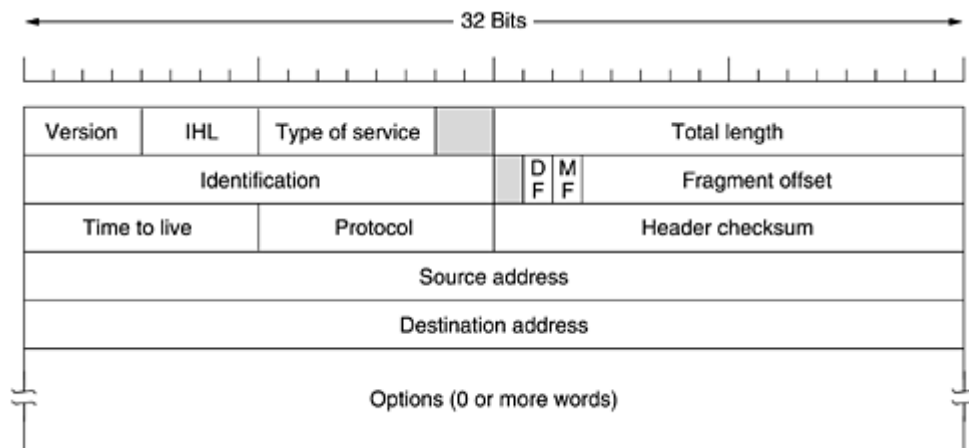 32 Bits
Version IHL Type of service Total length
Identification D F M F Fragment offset
Time to live Protocol Header checksum
Source address
Destination address
Options (0 or more words)